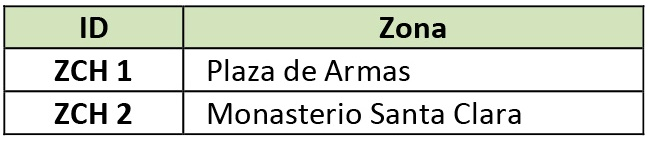 ID Zona
ZCH 1 Plaza de Armas
ZCH 2 Monasterio Santa Clara